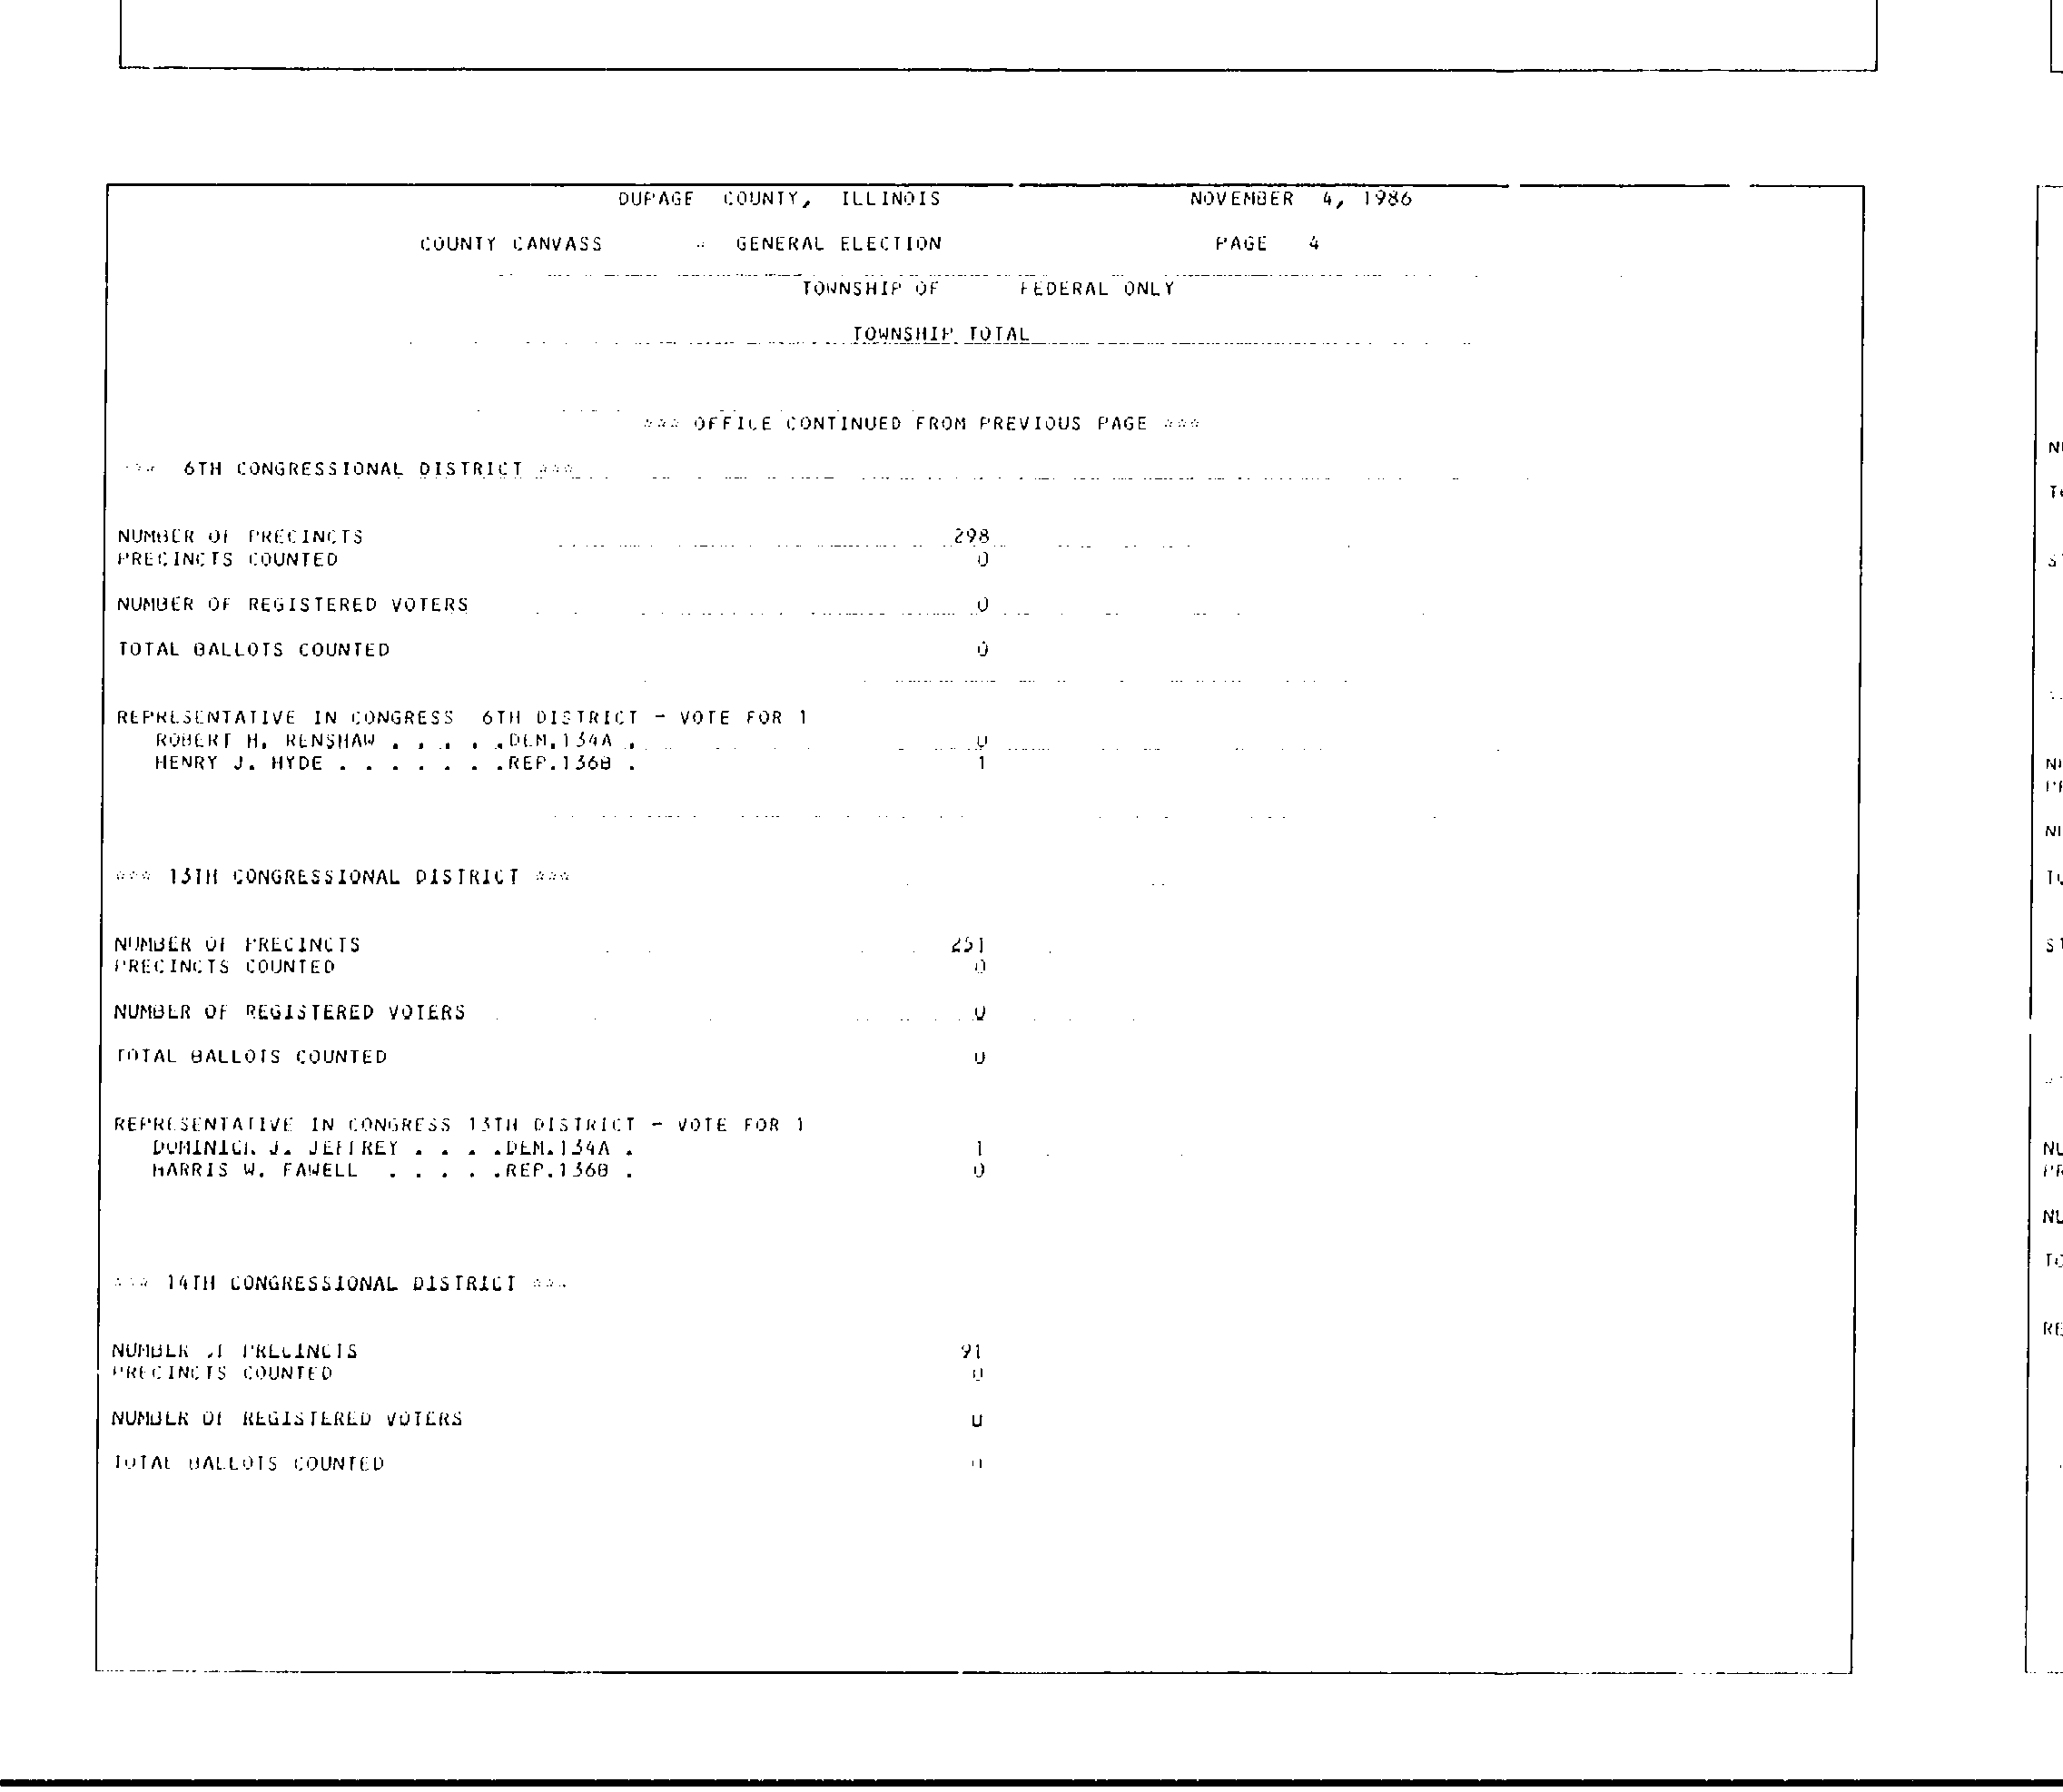 DUPAGE COUNTY, ILLINOIS NOVEMBER 4, 1986
COUNTY CANVASS - GENERAL ELECTION PAGE 4
TOWNSHIP OF FEDERAL ONLY
TOWNSHIP TOTAL
*** OFFICE CONTINUED FROM PREVIOUS PAGE ***
*** 6TH CONGRESSIONAL DISTRICT ***
NUMBER OF PRECINCTS 298
PRECINCTS COUNTED 0
NUMBER OF REGISTERED VOTERS 0
TOTAL BALLOTS COUNTED 0
REPRESENTATIVE IN CONGRESS 6TH DISTRICT - VOTE FOR 1
ROBERT H. RENSHAW . . . . . .DEM.134A . 0
HENRY J. HYDE . . . . . . . .REP.136B . 1
*** 13TH CONGRESSIONAL DISTRICT ***
NUMBER OF PRECINCTS 251
PRECINCTS COUNTED 0
NUMBER OF REGISTERED VOTERS 0
TOTAL BALLOTS COUNTED 0
REPRESENTATIVE IN CONGRESS 13TH DISTRICT - VOTE FOR 1
DOMINICK J. JEFFREY . . . . .DEM.134A . 1
HARRIS W. FAWELL . . . . . .REP.136B . 0
*** 14TH CONGRESSIONAL DISTRICT ***
NUMBER OF PRECINCTS 91
PRECINCTS COUNTED 0
NUMBER OF REGISTERED VOTERS 0
TOTAL BALLOTS COUNTED 0